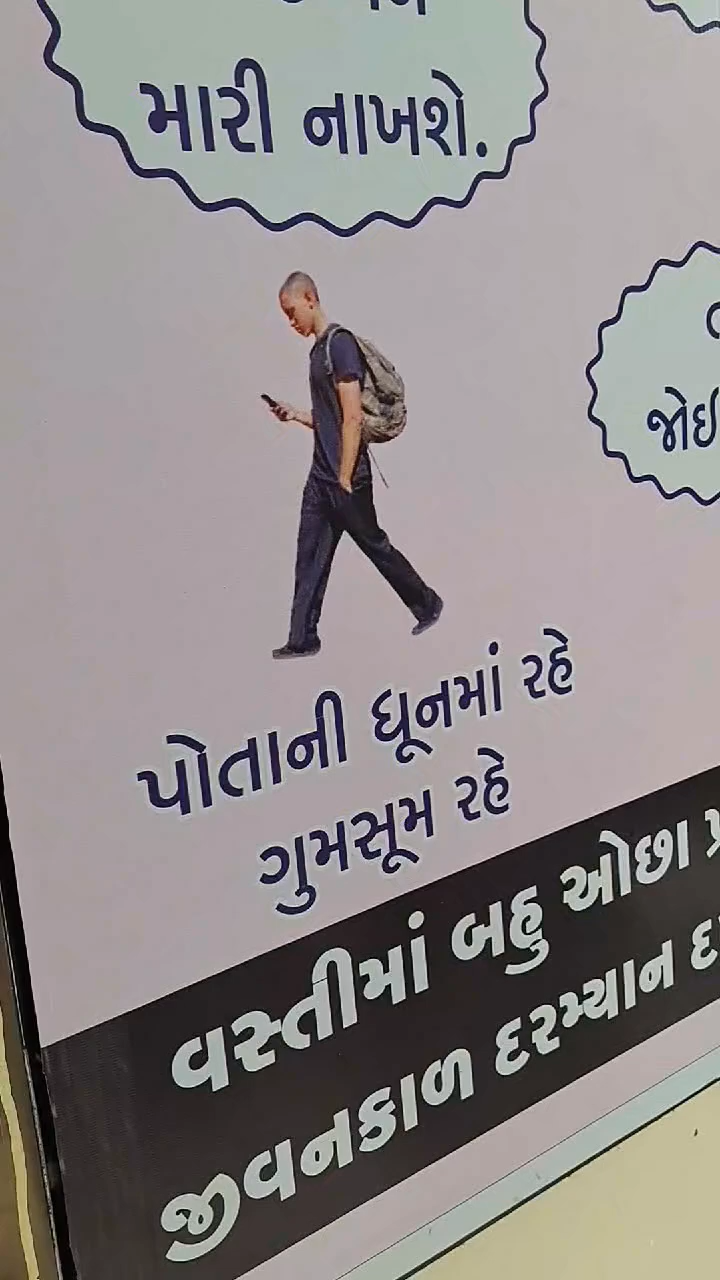 મારી નાખશે.
જોઈ
પોતાની ધૂનમાં રહે
ગુમસૂમ રહે
વસ્તીમાં બહુ ઓછા
જીવનકાળ દરમ્યાન